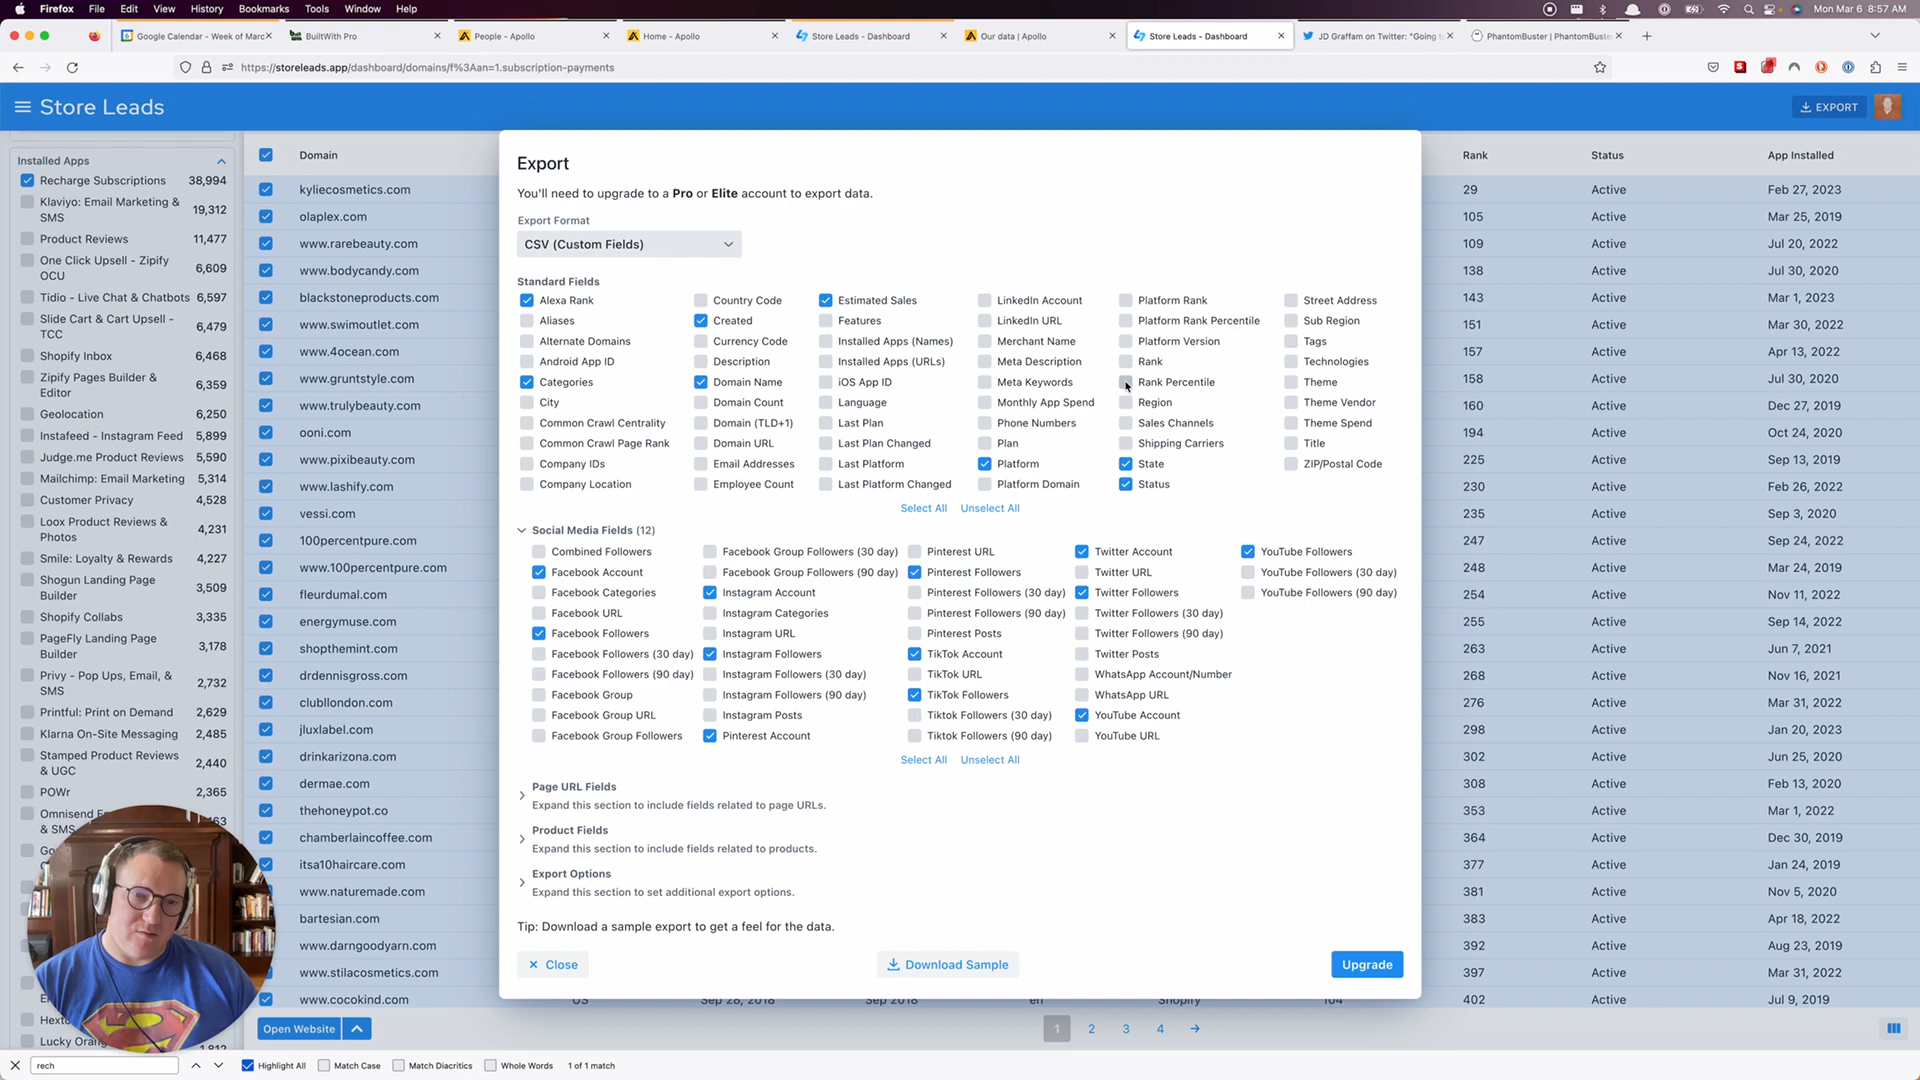 Firefox File Edit View History Bookmarks Tools Window Help
Mon Mar 6 8:57 AM
Google Calendar - Week of Marc
BuiltWith Pro
People - Apollo
Home - Apollo
Store Leads - Dashboard
Our data | Apollo
Store Leads - Dashboard
JD Graffam on Twitter: "Going t
PhantomBuster | PhantomBuster
https://storeleads.app/dashboard/domains/f%3Aan=1.subscription-payments
Store Leads
EXPORT
Installed Apps
Recharge Subscriptions 38,994
Klaviyo: Email Marketing & SMS 19,312
Product Reviews 11,477
One Click Upsell - Zipify OCU 6,609
Tidio - Live Chat & Chatbots 6,597
Slide Cart & Cart Upsell - TCC 6,479
Shopify Inbox 6,468
Zipify Pages Builder & Editor 6,359
Geolocation 6,250
Instafeed - Instagram Feed 5,899
Judge.me Product Reviews 5,590
Mailchimp: Email Marketing 5,314
Customer Privacy 4,528
Loox Product Reviews & Photos 4,231
Smile: Loyalty & Rewards 4,227
Shogun Landing Page Builder 3,509
Shopify Collabs 3,335
PageFly Landing Page Builder 3,178
Privy - Pop Ups, Email, & SMS 2,732
Printful: Print on Demand 2,629
Klarna On-Site Messaging 2,485
Stamped Product Reviews & UGC 2,440
POWr 2,365
Omnisend
& SMS
Lucky Oran
Domain
kyliecosmetics.com
olaplex.com
www.rarebeauty.com
www.bodycandy.com
blackstoneproducts.com
www.swimoutlet.com
www.4ocean.com
www.gruntstyle.com
www.trulybeauty.com
ooni.com
www.pixibeauty.com
www.lashify.com
vessi.com
100percentpure.com
www.100percentpure.com
fleurdumal.com
energymuse.com
shopthemint.com
drdennisgross.com
clubllondon.com
jluxlabel.com
drinkarizona.com
dermae.com
thehoneypot.co
chamberlaincoffee.com
itsa10haircare.com
www.naturemade.com
bartesian.com
www.darngoodyarn.com
www.stilacosmetics.com
www.cocokind.com US Sep 28, 2018 Sep 2018 en Shopify 104
Export
You'll need to upgrade to a Pro or Elite account to export data.
Export Format
CSV (Custom Fields)
Standard Fields
Alexa Rank
Aliases
Alternate Domains
Android App ID
Categories
City
Common Crawl Centrality
Common Crawl Page Rank
Company IDs
Company Location
Country Code
Created
Currency Code
Description
Domain Name
Domain Count
Domain (TLD+1)
Domain URL
Email Addresses
Employee Count
Estimated Sales
Features
Installed Apps (Names)
Installed Apps (URLs)
iOS App ID
Language
Last Plan
Last Plan Changed
Last Platform
Last Platform Changed
LinkedIn Account
LinkedIn URL
Merchant Name
Meta Description
Meta Keywords
Monthly App Spend
Phone Numbers
Plan
Platform
Platform Domain
Platform Rank
Platform Rank Percentile
Platform Version
Rank
Rank Percentile
Region
Sales Channels
Shipping Carriers
State
Status
Street Address
Sub Region
Tags
Technologies
Theme
Theme Vendor
Theme Spend
Title
ZIP/Postal Code
Select All Unselect All
Social Media Fields (12)
Combined Followers
Facebook Account
Facebook Categories
Facebook URL
Facebook Followers
Facebook Followers (30 day)
Facebook Followers (90 day)
Facebook Group
Facebook Group URL
Facebook Group Followers
Facebook Group Followers (30 day)
Facebook Group Followers (90 day)
Instagram Account
Instagram Categories
Instagram URL
Instagram Followers
Instagram Followers (30 day)
Instagram Followers (90 day)
Instagram Posts
Pinterest Account
Pinterest URL
Pinterest Followers
Pinterest Followers (30 day)
Pinterest Followers (90 day)
Pinterest Posts
TikTok Account
TikTok URL
TikTok Followers
Tiktok Followers (30 day)
Tiktok Followers (90 day)
Twitter Account
Twitter URL
Twitter Followers
Twitter Followers (30 day)
Twitter Followers (90 day)
Twitter Posts
WhatsApp Account/Number
WhatsApp URL
YouTube Account
YouTube URL
YouTube Followers
YouTube Followers (30 day)
YouTube Followers (90 day)
Select All Unselect All
Page URL Fields
Expand this section to include fields related to page URLs.
Product Fields
Expand this section to include fields related to products.
Export Options
Expand this section to set additional export options.
Tip: Download a sample export to get a feel for the data.
Close
Download Sample
Upgrade
Rank Status App Installed
29 Active Feb 27, 2023
105 Active Mar 25, 2019
109 Active Jul 20, 2022
138 Active Jul 30, 2020
143 Active Mar 1, 2023
151 Active Mar 30, 2022
157 Active Apr 13, 2022
158 Active Jul 30, 2020
160 Active Dec 27, 2019
194 Active Oct 24, 2020
225 Active Sep 13, 2019
230 Active Feb 26, 2022
235 Active Sep 3, 2020
247 Active Sep 24, 2022
248 Active Mar 24, 2019
254 Active Nov 11, 2022
255 Active Sep 14, 2022
263 Active Jun 7, 2021
268 Active Nov 16, 2021
276 Active Mar 31, 2022
298 Active Jan 20, 2023
302 Active Jun 25, 2020
308 Active Feb 13, 2020
353 Active Mar 1, 2022
364 Active Dec 30, 2019
377 Active Jan 24, 2019
381 Active Nov 5, 2020
383 Active Apr 18, 2022
392 Active Aug 23, 2019
397 Active Mar 31, 2022
402 Active Jul 9, 2019
Open Website
1 2 3 4
rech
Highlight All Match Case Match Diacritics Whole Words 1 of 1 match